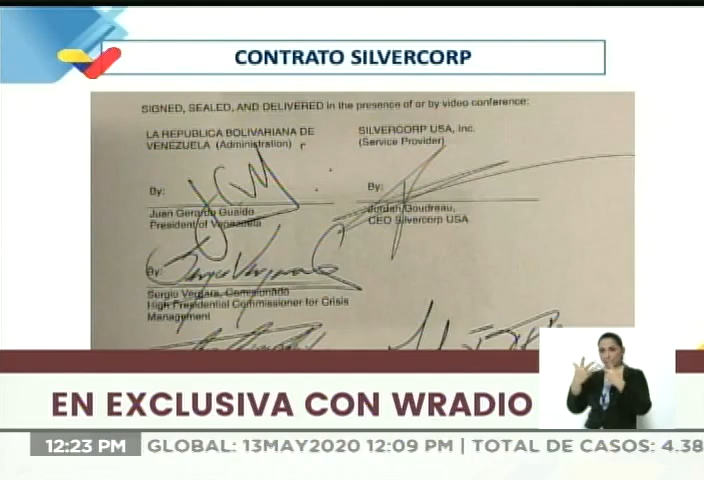 CONTRATO SILVERCORP
SIGNED, SEALED, AND DELIVERED in the presence of or by video conference:
LA REPUBLICA BOLIVARIANA DE
VENEZUELA (Administration)
SILVERCORP USA, Inc.
(Service Provider)
By:
Juan Gerardo Guaido
President of Venezuela
By:
Jordan Goudreau,
CEO Silvercorp USA
By:
Sergio Vergara, Comisionado
High Presidential Commissioner for Crisis
Management
EN EXCLUSIVA CON WRADIO
12:23 PM GLOBAL: 13MAY2020 12:09 PM | TOTAL DE CASOS: 4.38